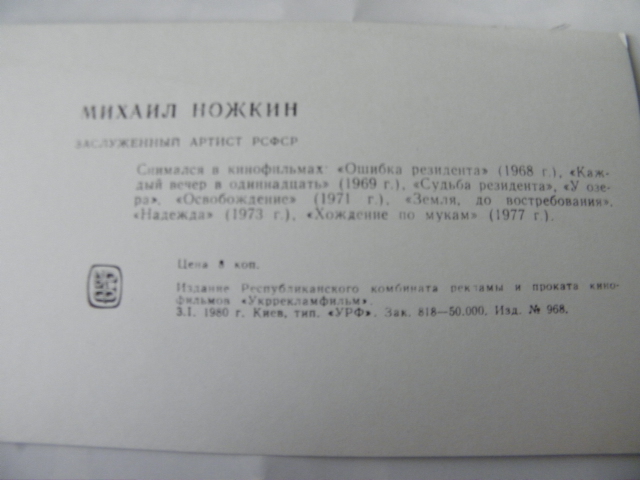 МИХАИЛ НОЖКИН
ЗАСЛУЖЕННЫЙ АРТИСТ РСФСР
Снимался в кинофильмах: «Ошибка резидента» (1968 г.), «Каж-
дый вечер в одиннадцать» (1969 г.), «Судьба резидента», «У озе-
ра», «Освобождение» (1971 г.), «Земля, до востребования»,
«Надежда» (1973 г.), «Хождение по мукам» (1977 г.).
Цена 8 коп.
Издание Республиканского комбината рекламы и проката кино-
фильмов «Укррекламфильм».
3.I. 1980 г. Киев, тип. «УРФ». Зак. 818—50.000. Изд. № 968.